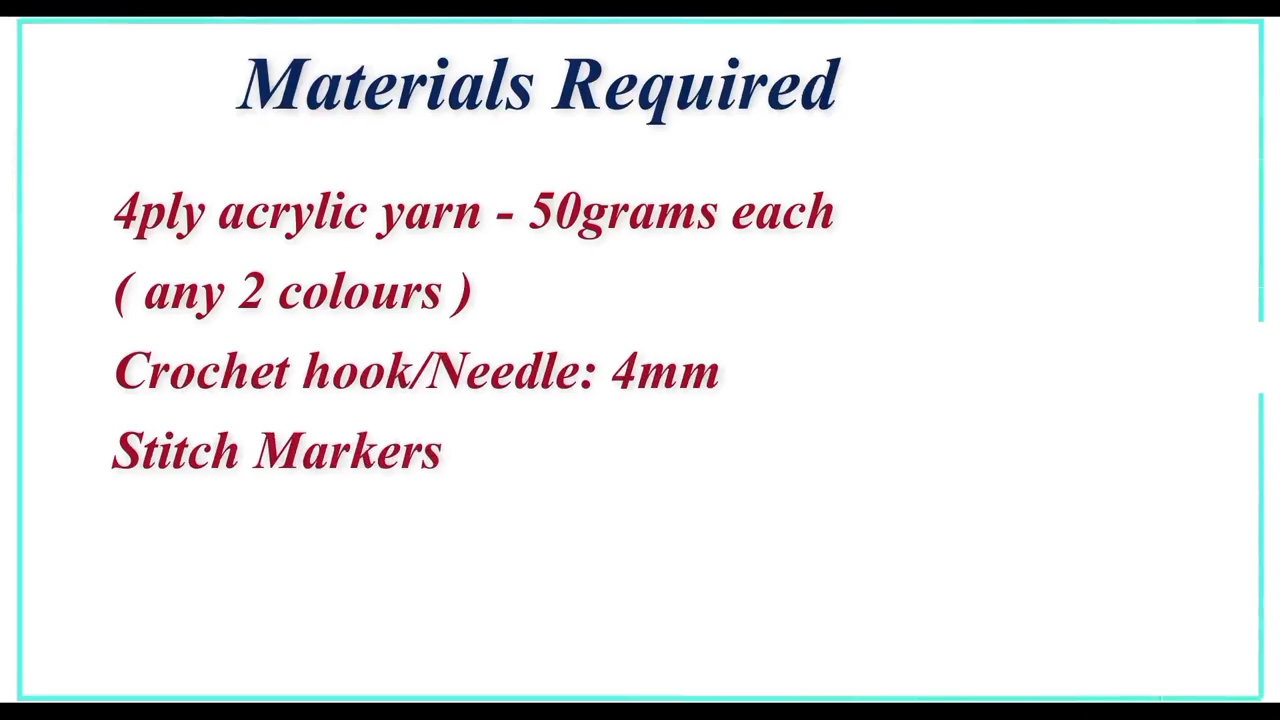 Materials Required
4ply acrylic yarn - 50grams each
( any 2 colours )
Crochet hook/Needle: 4mm
Stitch Markers